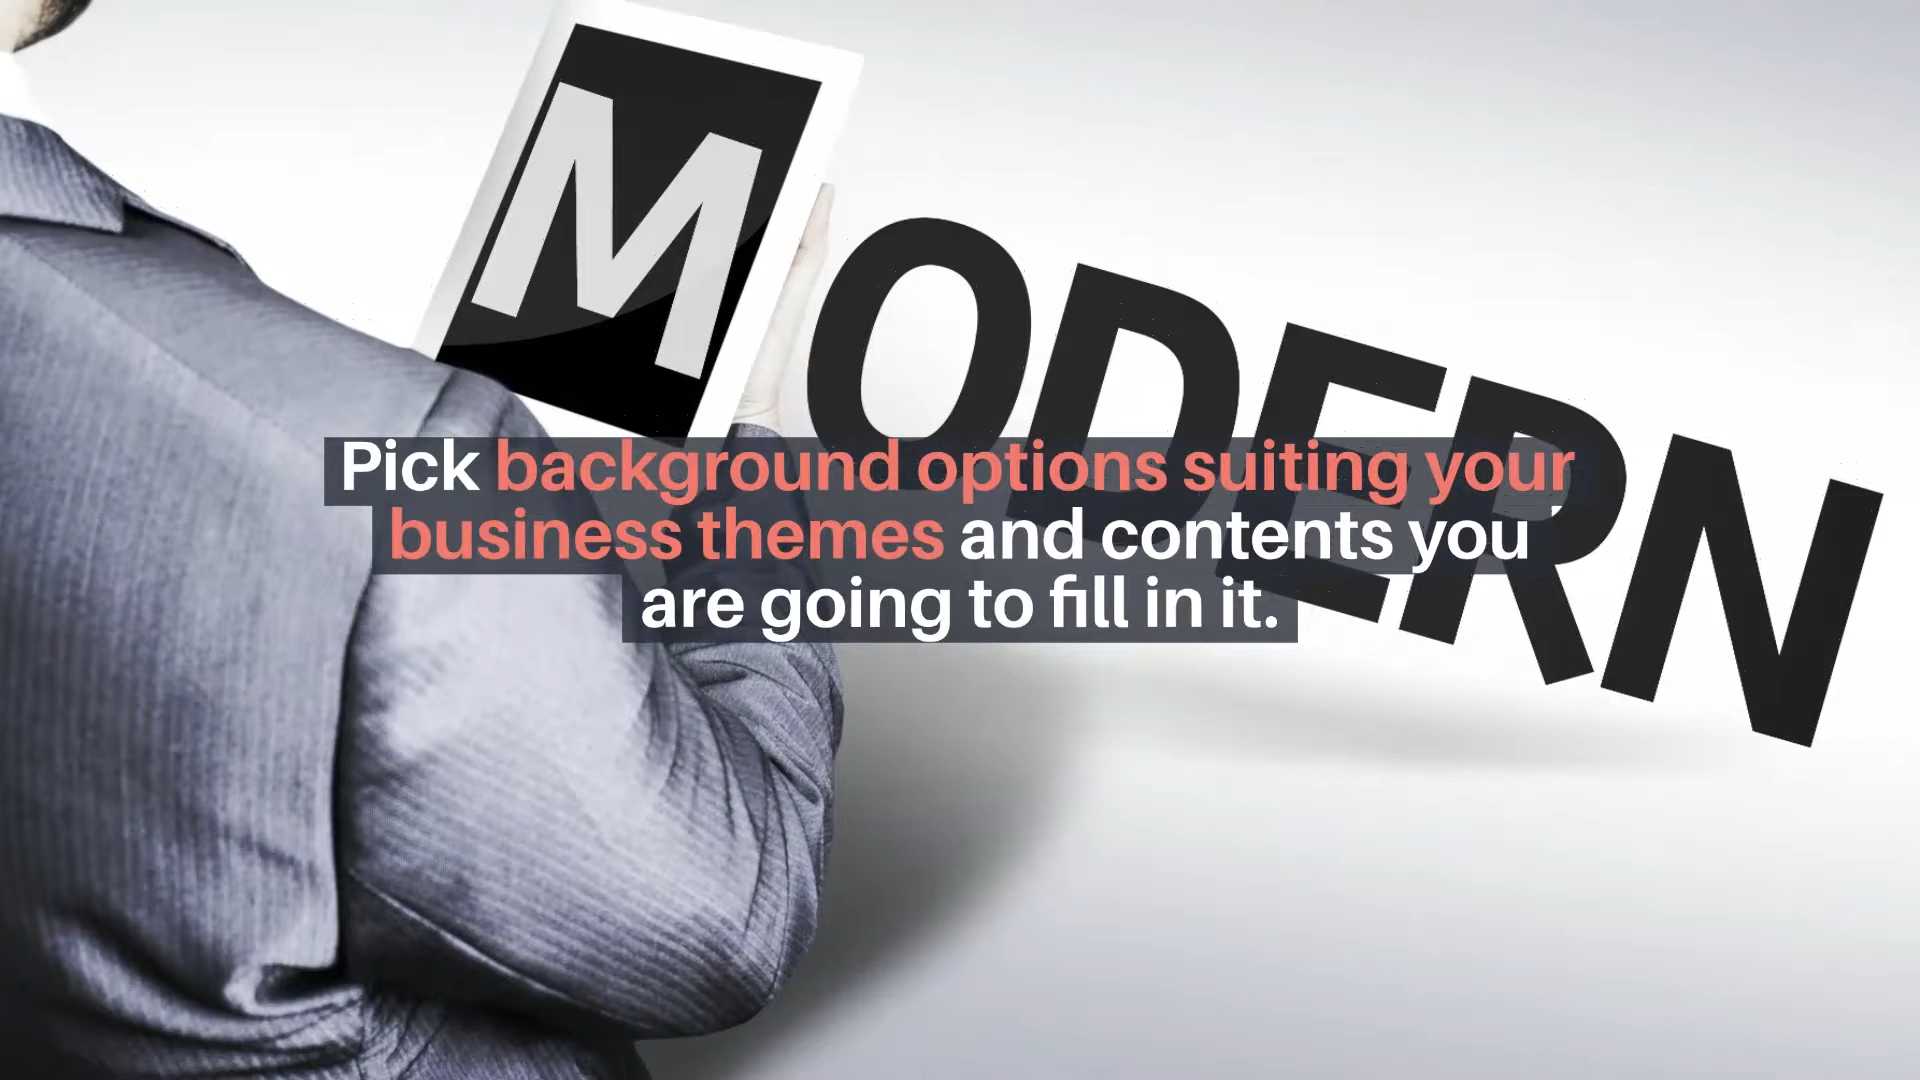 MODERN
Pick background options suiting your
business themes and contents you
are going to fill in it.